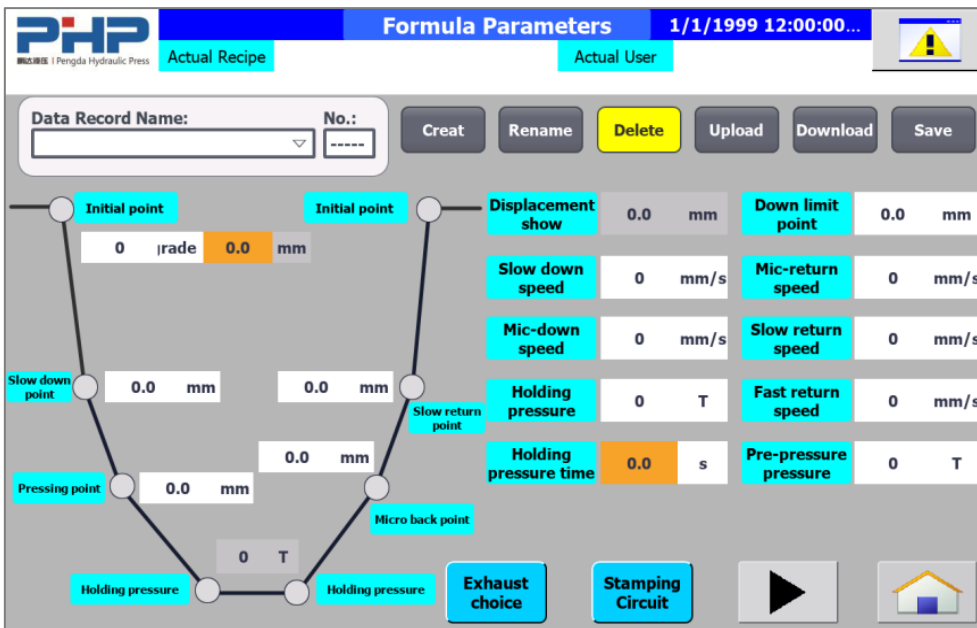 PHP
鹏达液压 | Pengda Hydraulic Press
Formula Parameters
1/1/1999 12:00:00...
Actual Recipe
Actual User
Data Record Name:
No.:
-----
Creat
Rename
Delete
Upload
Download
Save
Initial point
Initial point
0 grade 0.0 mm
Displacement
show
0.0 mm
Down limit
point
0.0 mm
Slow down
speed
0 mm/s
Mic-return
speed
0 mm/s
Mic-down
speed
0 mm/s
Slow return
speed
0 mm/s
Slow down
point
0.0 mm
0.0 mm
Slow return
point
Holding
pressure
0 T
Fast return
speed
0 mm/s
0.0 mm
Holding
pressure time
0.0 s
Pre-pressure
pressure
0 T
Pressing point
0.0 mm
Micro back point
0 T
Holding pressure
Holding pressure
Exhaust
choice
Stamping
Circuit